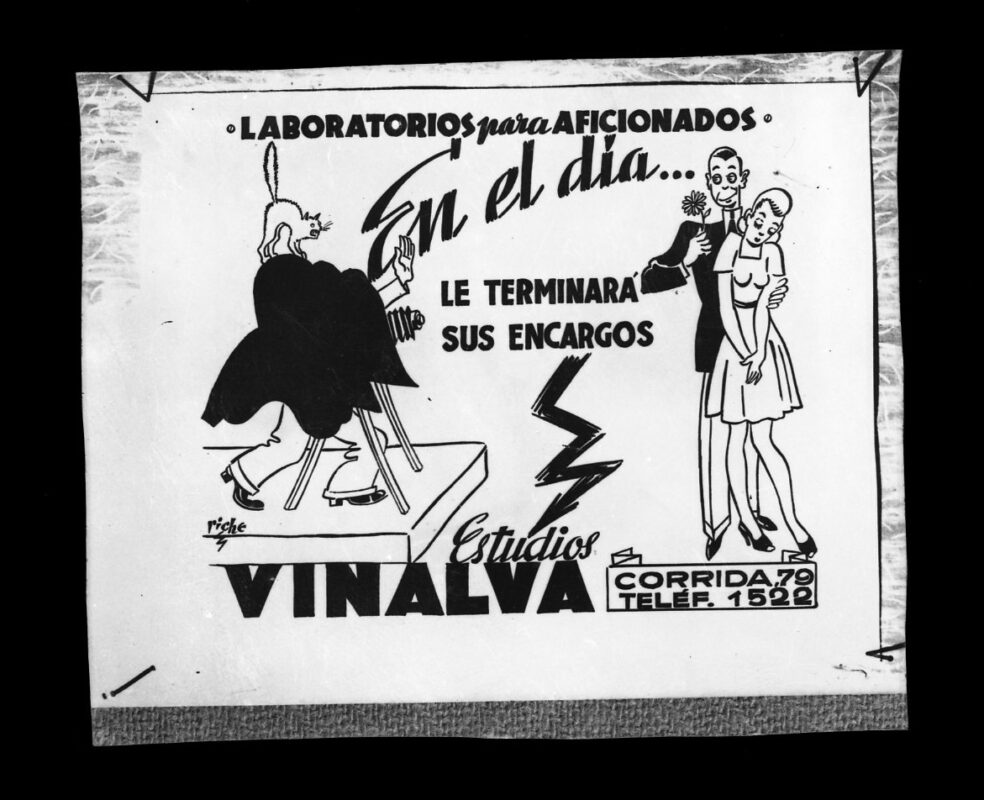 • LABORATORIOS para AFICIONADOS •
En el día...
LE TERMINARÁ
SUS ENCARGOS
riche
Estudios
VINALVA
CORRIDA, 79
TELÉF. 1522